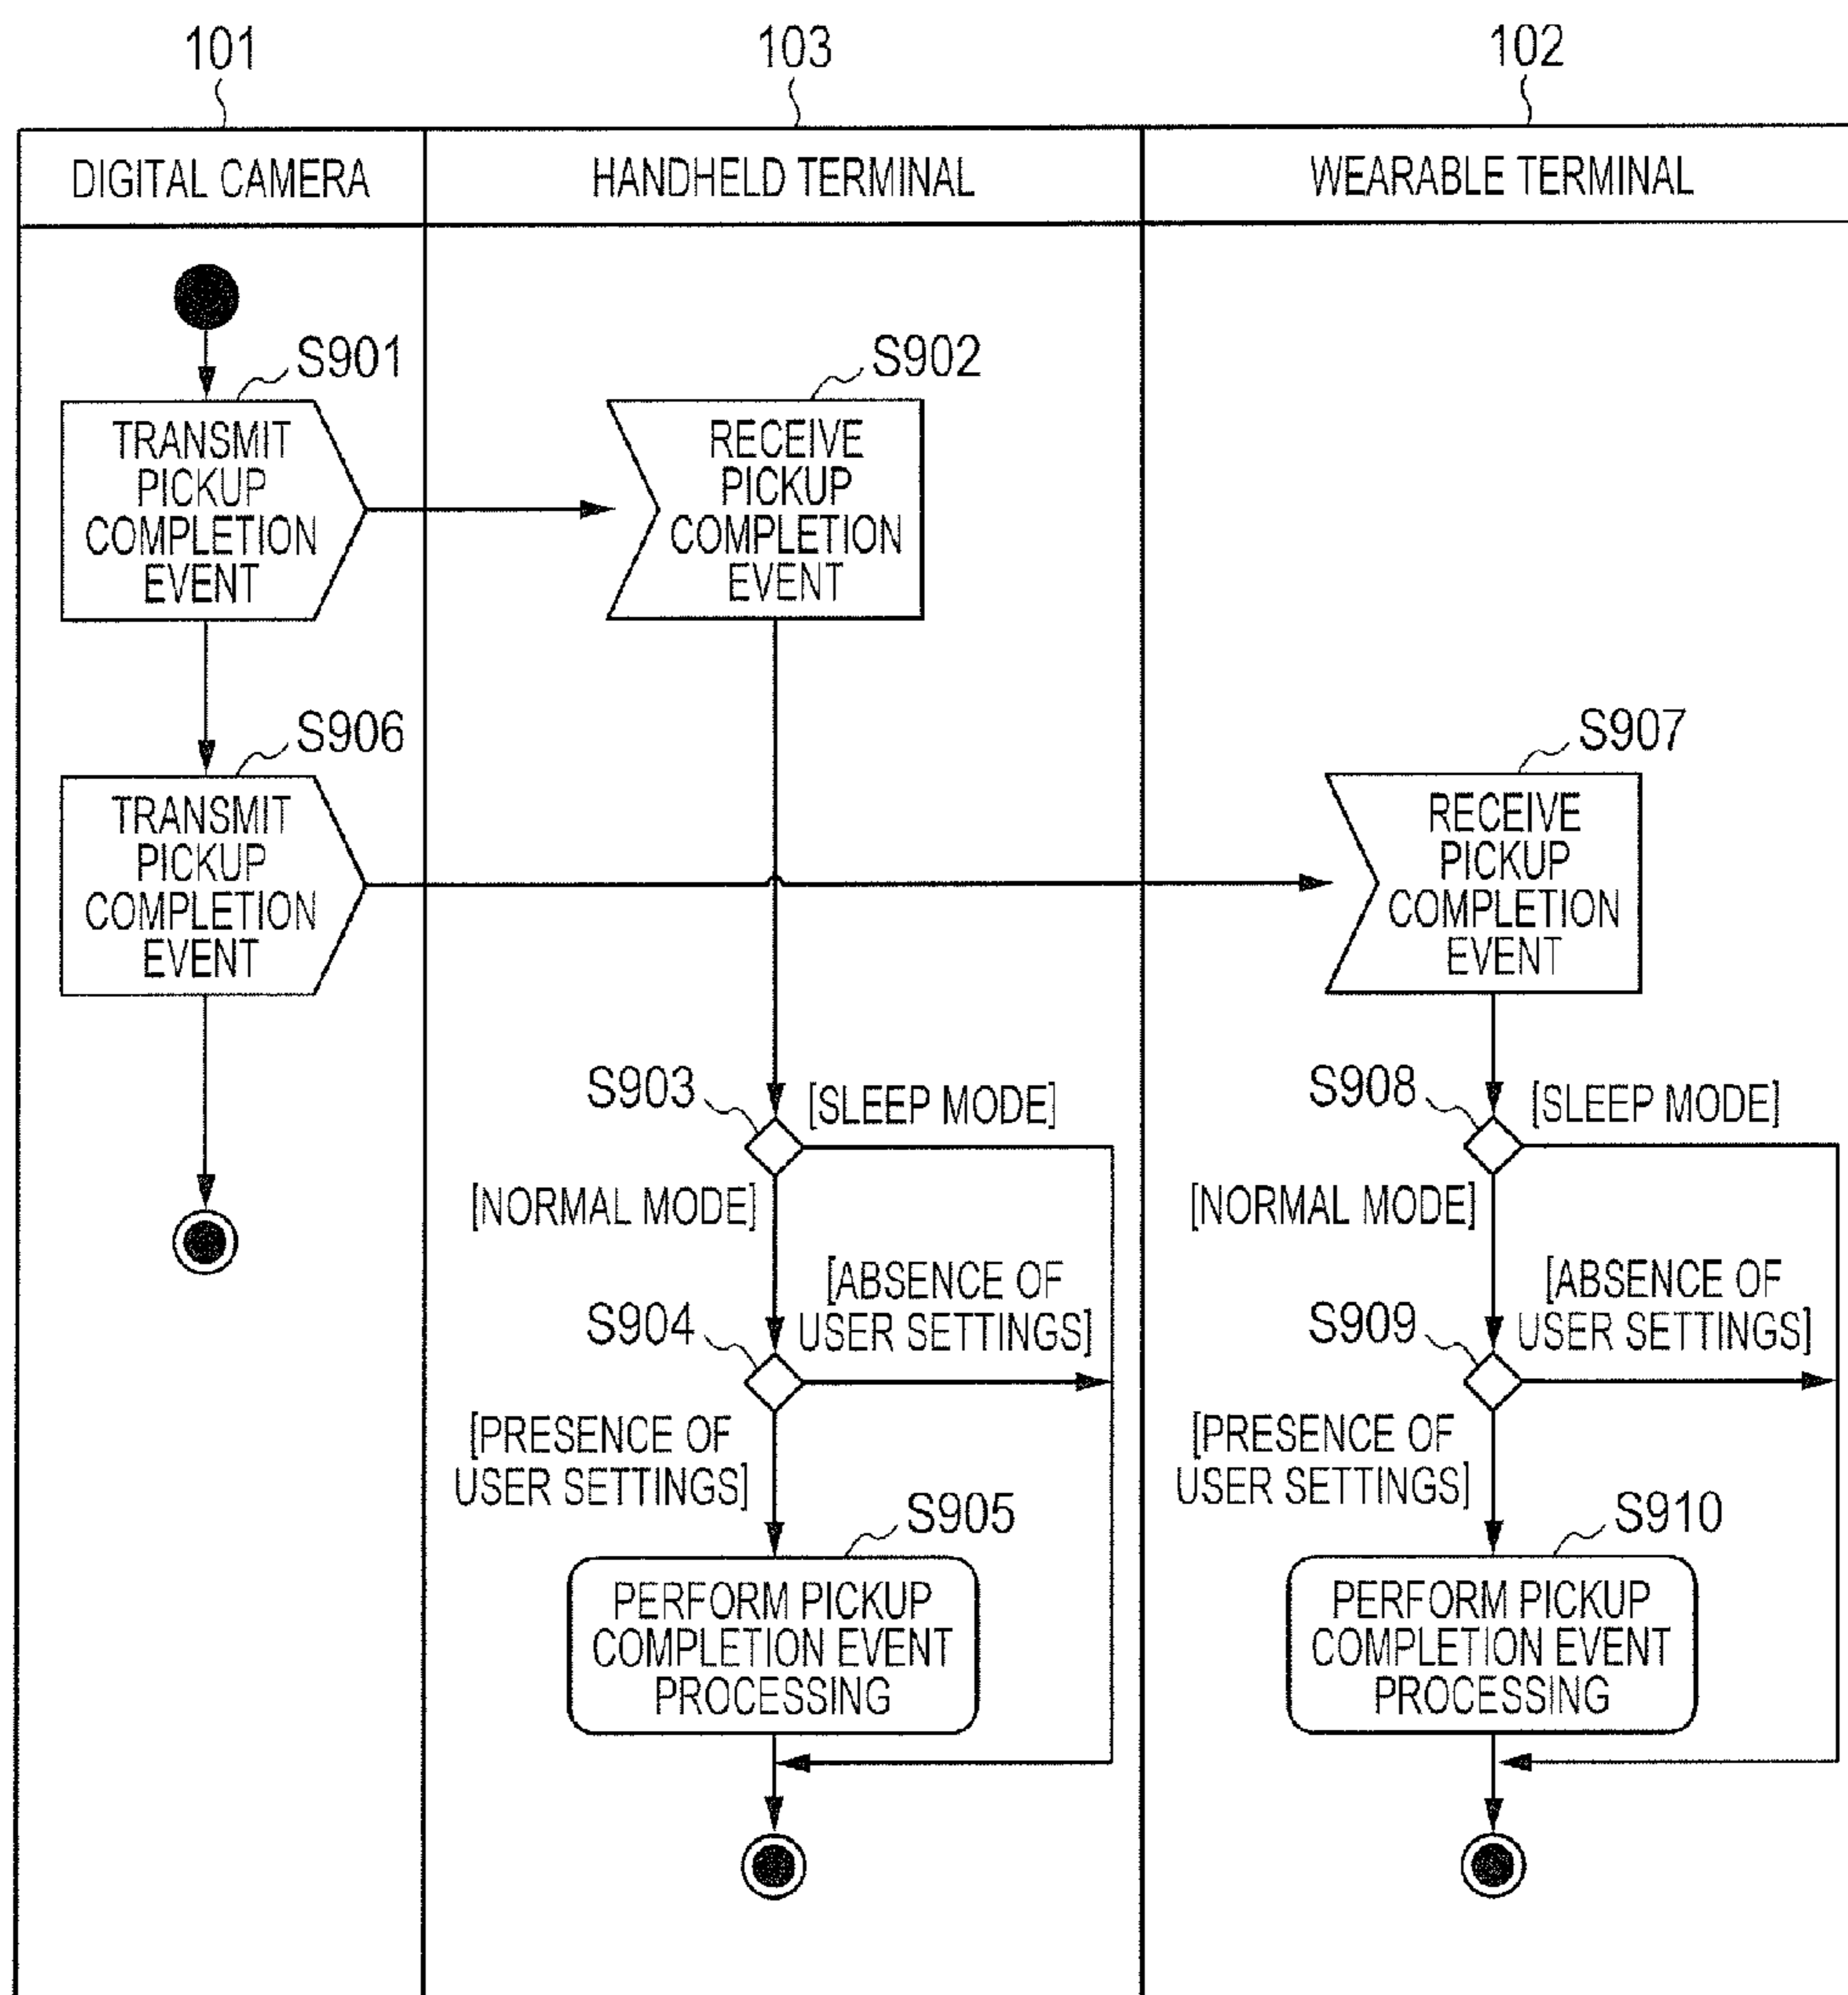 101
103
102
DIGITAL CAMERA
HANDHELD TERMINAL
WEARABLE TERMINAL
S901
TRANSMIT
PICKUP
COMPLETION
EVENT
S902
RECEIVE
PICKUP
COMPLETION
EVENT
S906
TRANSMIT
PICKUP
COMPLETION
EVENT
S907
RECEIVE
PICKUP
COMPLETION
EVENT
S903
[SLEEP MODE]
[NORMAL MODE]
S904
[ABSENCE OF
USER SETTINGS]
[PRESENCE OF
USER SETTINGS]
S905
PERFORM PICKUP
COMPLETION EVENT
PROCESSING
S908
[SLEEP MODE]
[NORMAL MODE]
S909
[ABSENCE OF
USER SETTINGS]
[PRESENCE OF
USER SETTINGS]
S910
PERFORM PICKUP
COMPLETION EVENT
PROCESSING